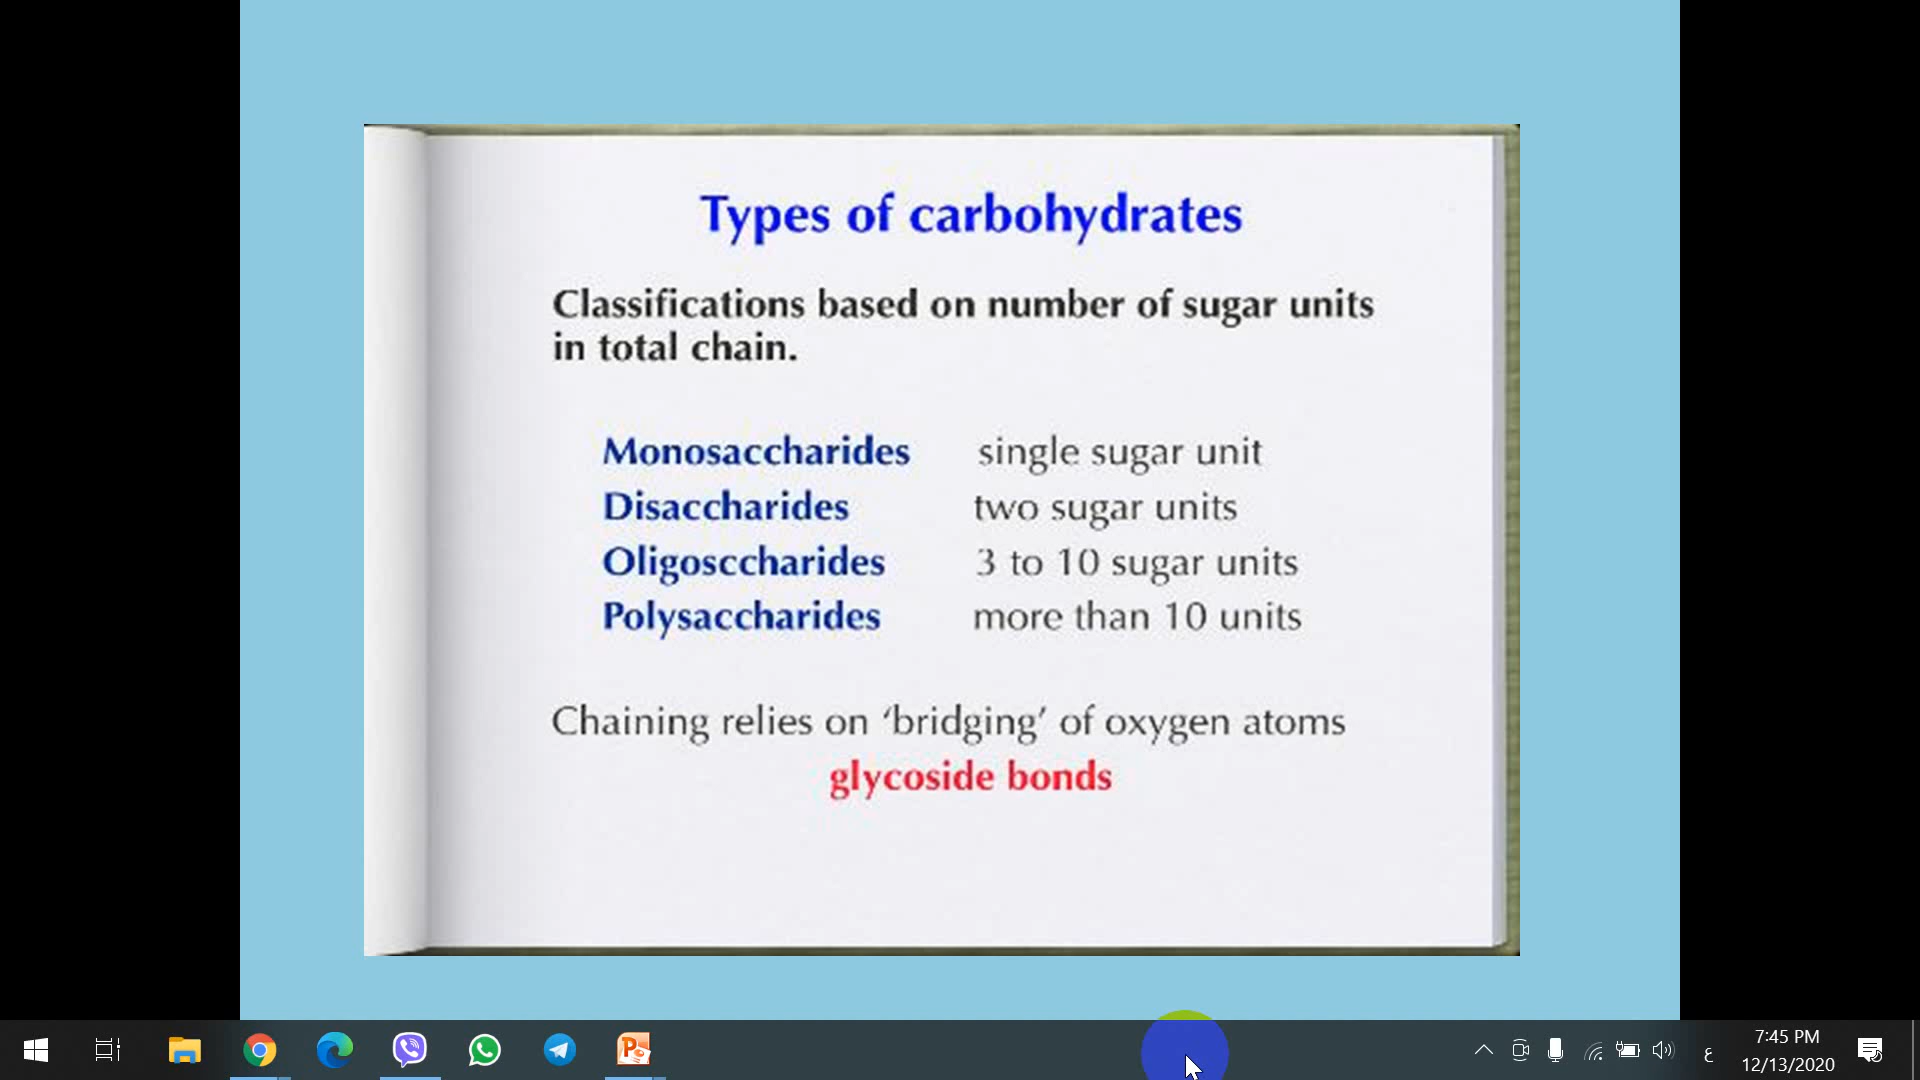 Types of carbohydrates
Classifications based on number of sugar units
in total chain.
Monosaccharides single sugar unit
Disaccharides two sugar units
Oligosccharides 3 to 10 sugar units
Polysaccharides more than 10 units
Chaining relies on ‘bridging’ of oxygen atoms
glycoside bonds
ع
7:45 PM
12/13/2020